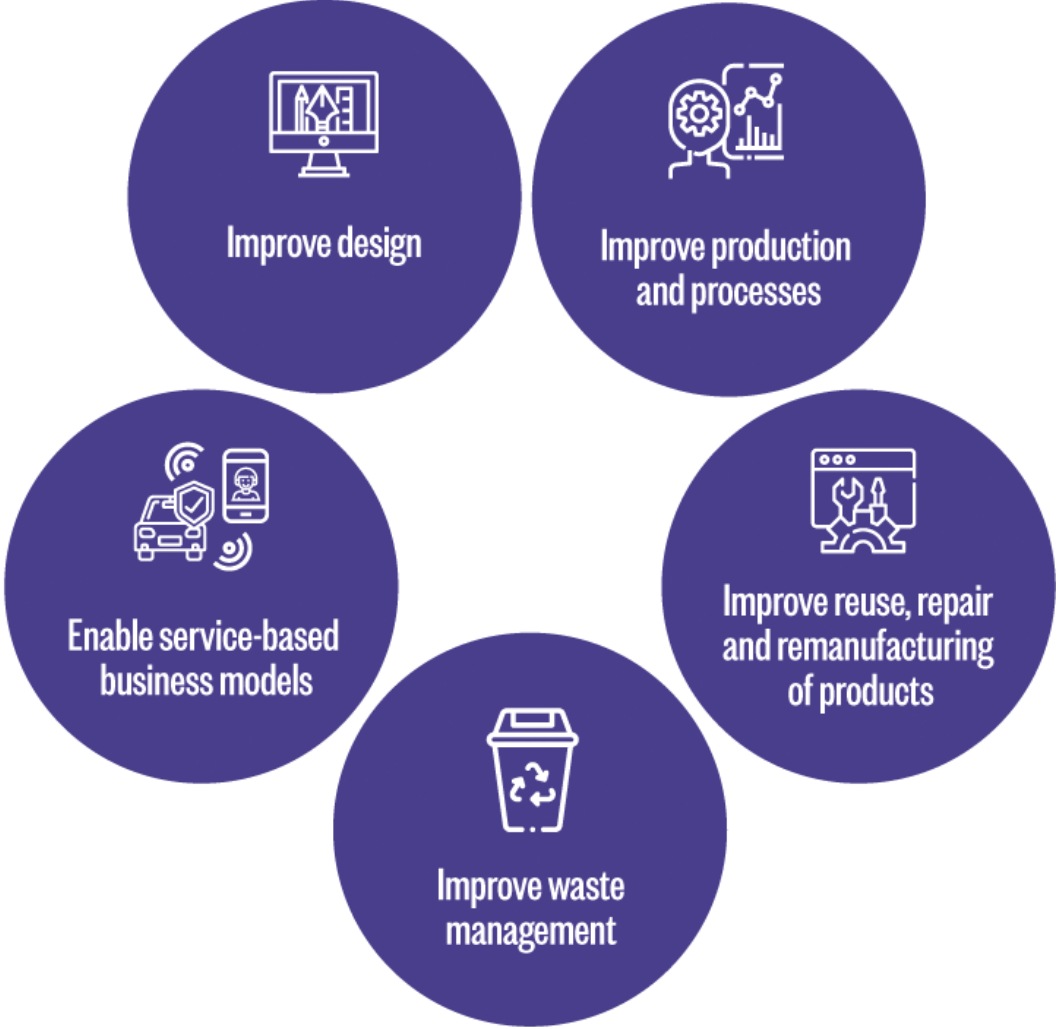 Improve design
Improve production
and processes
Enable service-based
business models
Improve reuse, repair
and remanufacturing
of products
Improve waste
management